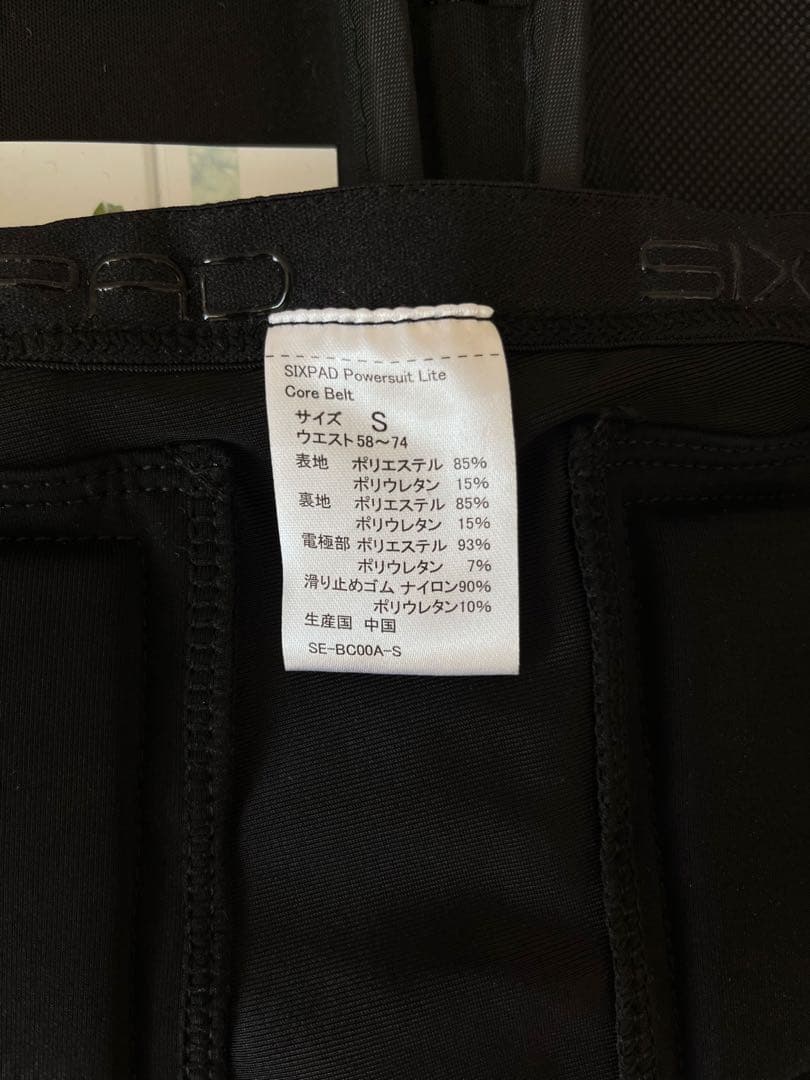 PAD
SIX
SIXPAD Powersuit Lite
Core Belt
サイズ S
ウエスト58～74
表地 ポリエステル 85%
ポリウレタン 15%
裏地 ポリエステル 85%
ポリウレタン 15%
電極部 ポリエステル 93%
ポリウレタン 7%
滑り止めゴム ナイロン90%
ポリウレタン10%
生産国 中国
SE-BC00A-S